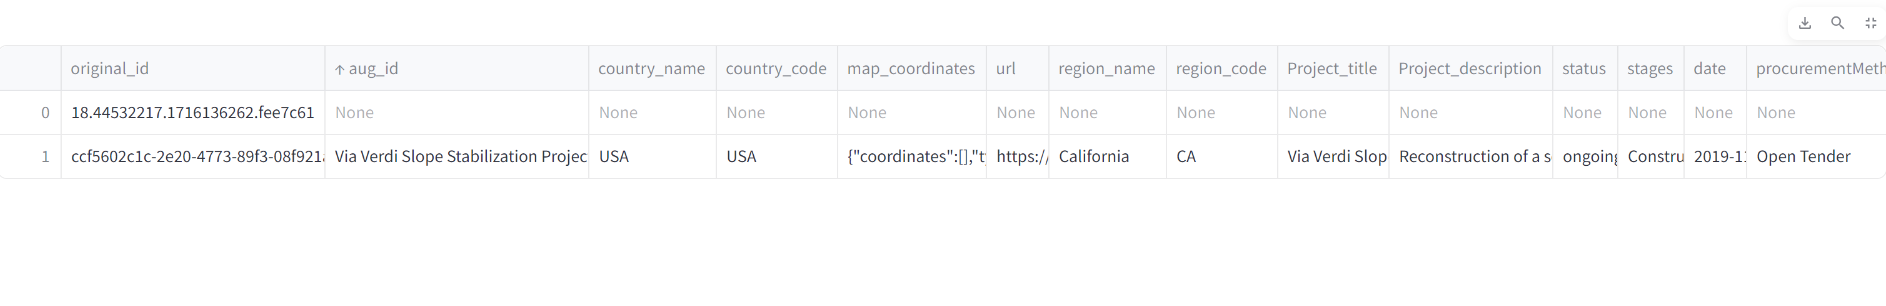 original_id ↑ aug_id country_name country_code map_coordinates url region_name region_code Project_title Project_description status stages date procurementMeth
0 18.44532217.1716136262.fee7c61 None None None None None None None None None None None None None
1 ccf5602c1c-2e20-4773-89f3-08f921 Via Verdi Slope Stabilization Projec USA USA {"coordinates":[],"t https:/ California CA Via Verdi Slop Reconstruction of a s ongoing Constru 2019-1 Open Tender